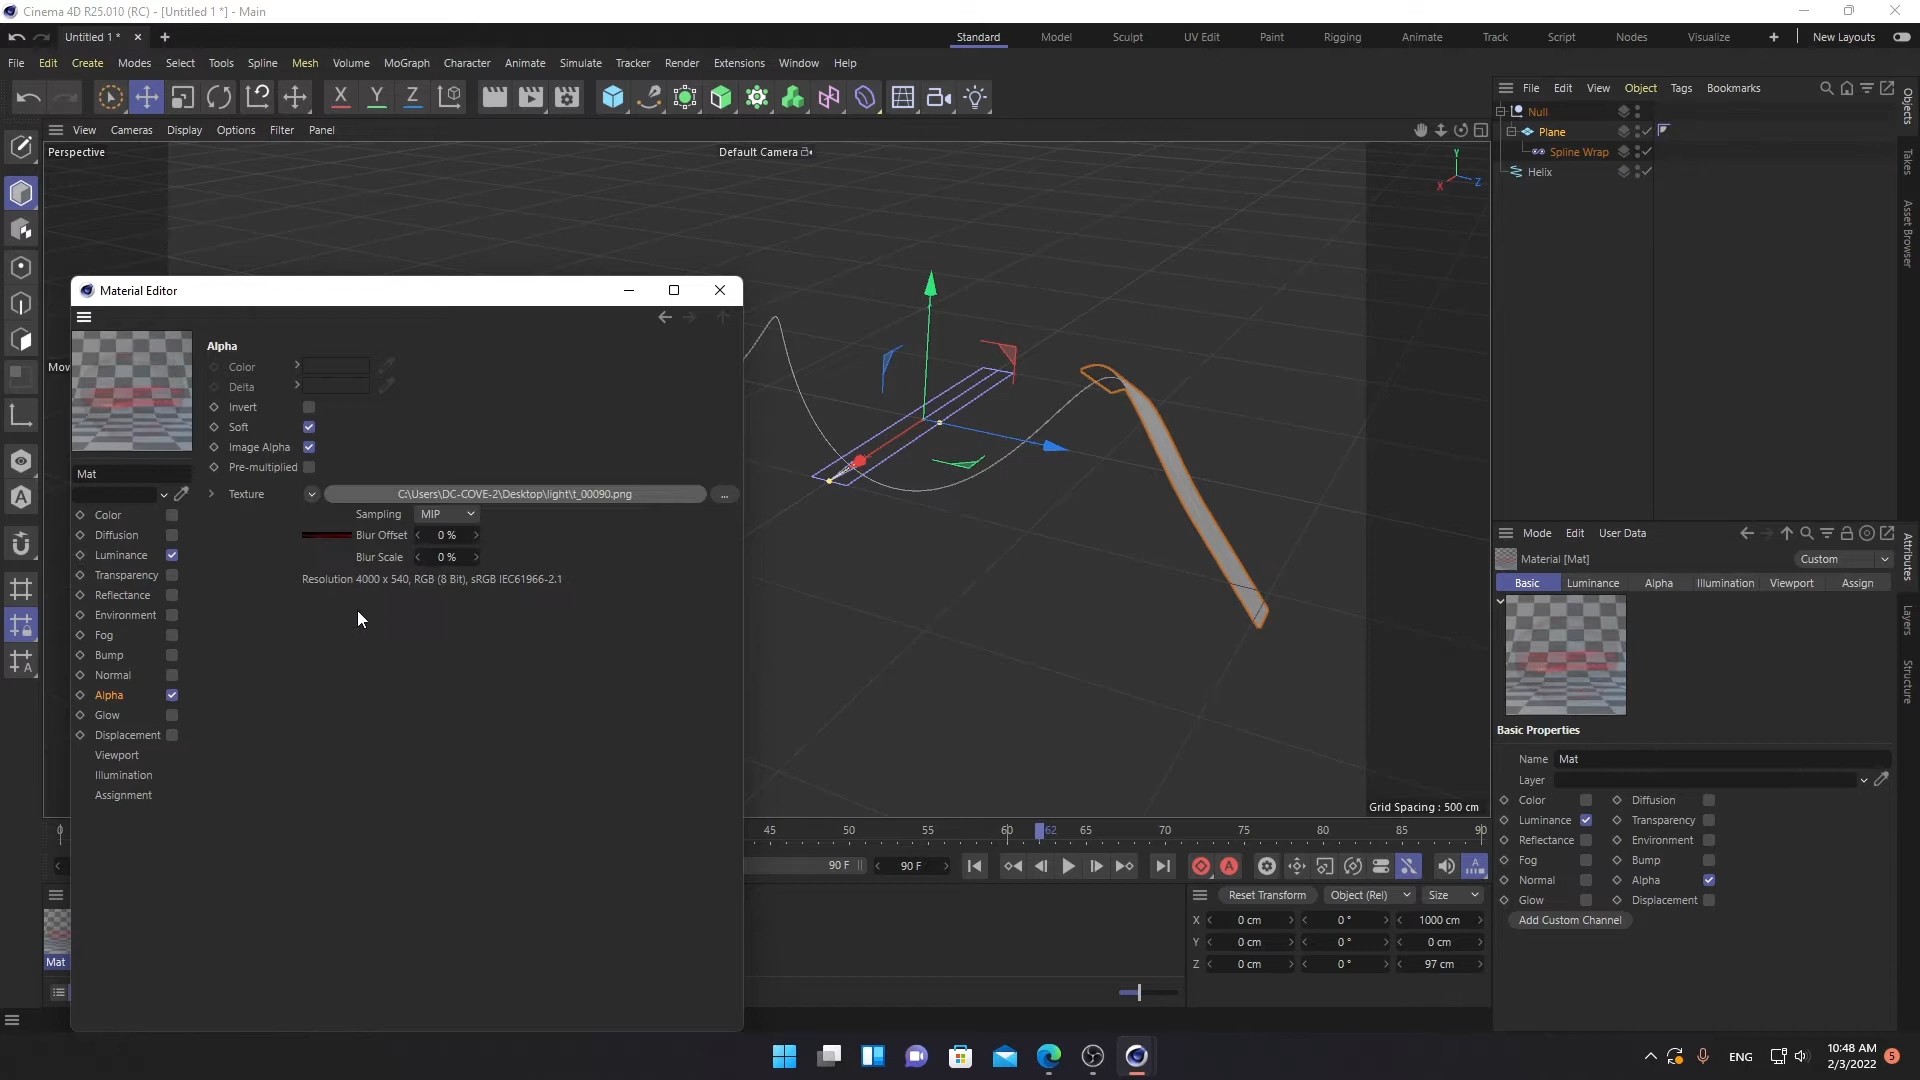 Cinema 4D R25.010 (RC) - [Untitled 1 *] - Main
Untitled 1 *
Standard Model Sculpt UV Edit Paint Rigging Animate Track Script Nodes Visualize New Layouts
File Edit Create Modes Select Tools Spline Mesh Volume MoGraph Character Animate Simulate Tracker Render Extensions Window Help
X Y Z
File Edit View Object Tags Bookmarks
View Cameras Display Options Filter Panel
Perspective
Default Camera
Y
X
Z
Null
Plane
Spline Wrap
Helix
Objects
Takes
Asset Browser
Mov
Material Editor
Alpha
Color
Delta
Invert
Soft
Image Alpha
Pre-multiplied
Texture C:\Users\DC-COVE-2\Desktop\light\t_00090.png ...
Sampling MIP
Blur Offset 0 %
Blur Scale 0 %
Resolution 4000 x 540, RGB (8 Bit), sRGB IEC61966-2.1
Mat
Color
Diffusion
Luminance
Transparency
Reflectance
Environment
Fog
Bump
Normal
Alpha
Glow
Displacement
Viewport
Illumination
Assignment
Mode Edit User Data
Material [Mat] Custom
Basic Luminance Alpha Illumination Viewport Assign
Attributes
Layers
Structure
Basic Properties
Name Mat
Layer
Color Diffusion
Luminance Transparency
Reflectance Environment
Fog Bump
Normal Alpha
Glow Displacement
Add Custom Channel
Grid Spacing : 500 cm
0 45 50 55 60 62 65 70 75 80 85 90
90 F 90 F
A
Reset Transform Object (Rel) Size
X 0 cm 0 ° 1000 cm
Y 0 cm 0 ° 0 cm
Z 0 cm 0 ° 97 cm
Mat
ENG
10:48 AM
2/3/2022
5